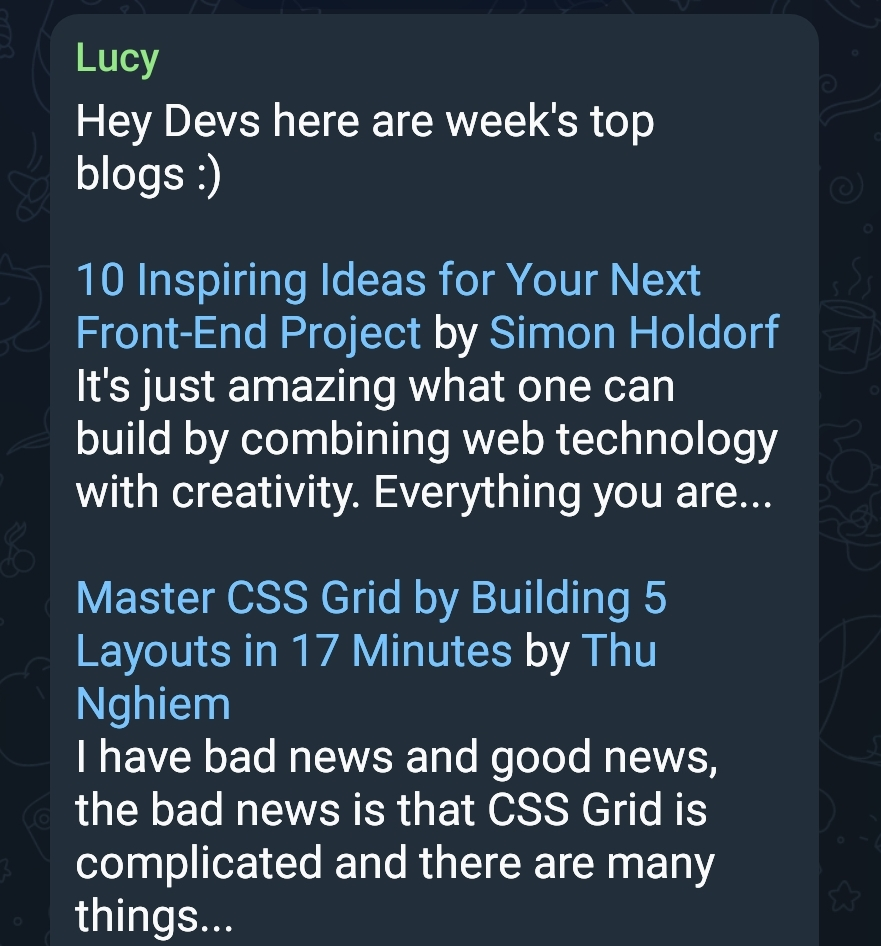 Lucy
Hey Devs here are week's top
blogs :)
10 Inspiring Ideas for Your Next
Front-End Project by Simon Holdorf
It's just amazing what one can
build by combining web technology
with creativity. Everything you are...
Master CSS Grid by Building 5
Layouts in 17 Minutes by Thu
Nghiem
I have bad news and good news,
the bad news is that CSS Grid is
complicated and there are many
things...